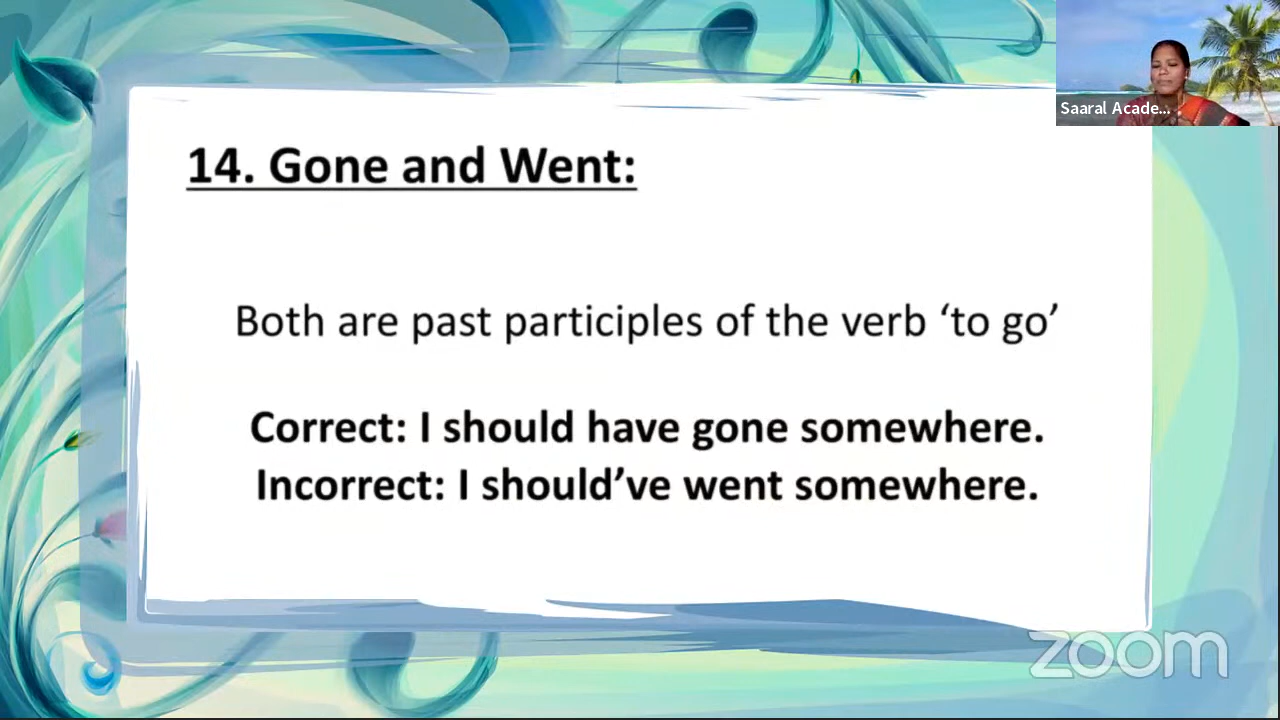 Saaral Acade...
14. Gone and Went:
Both are past participles of the verb ‘to go’
Correct: I should have gone somewhere.
Incorrect: I should’ve went somewhere.
zoom